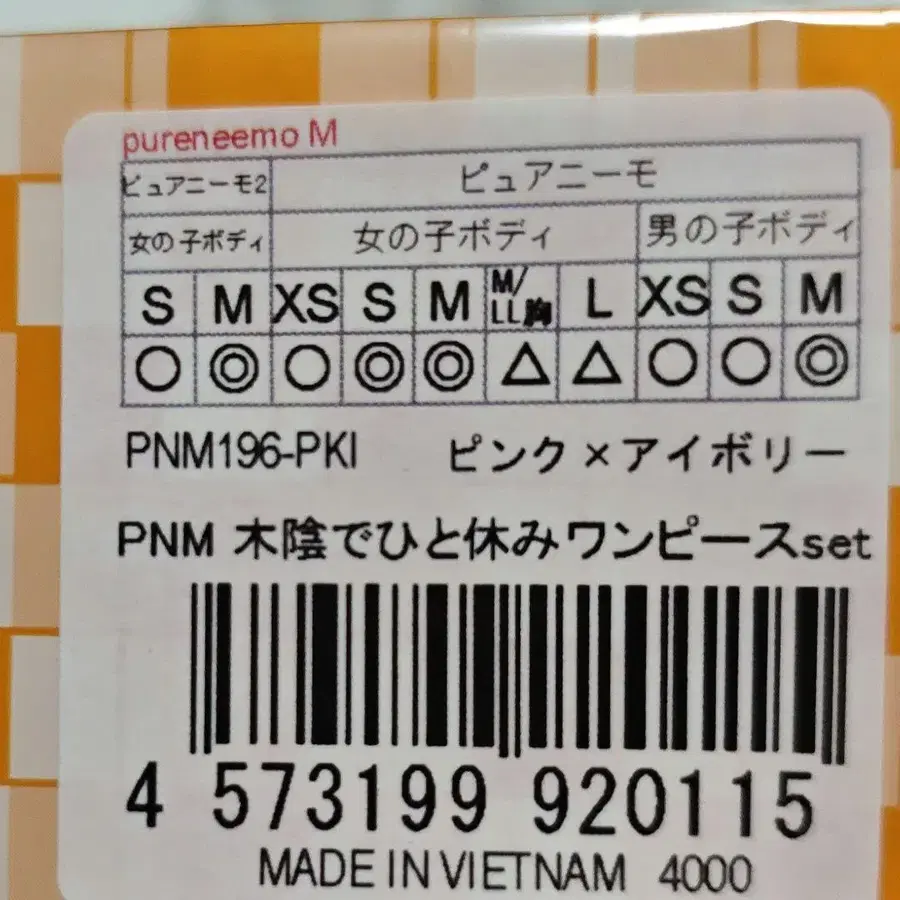 pureneemo M
ピュアニーモ2 ピュアニーモ
女の子ボディ 女の子ボディ 男の子ボディ
S M XS S M M/LL胸 L XS S M
○ ◎ ○ ◎ ◎ △ △ ○ ○ ◎
PNM196-PKI ピンク×アイボリー
PNM 木陰でひと休みワンピースset
4 573199 920115
MADE IN VIETNAM 4000